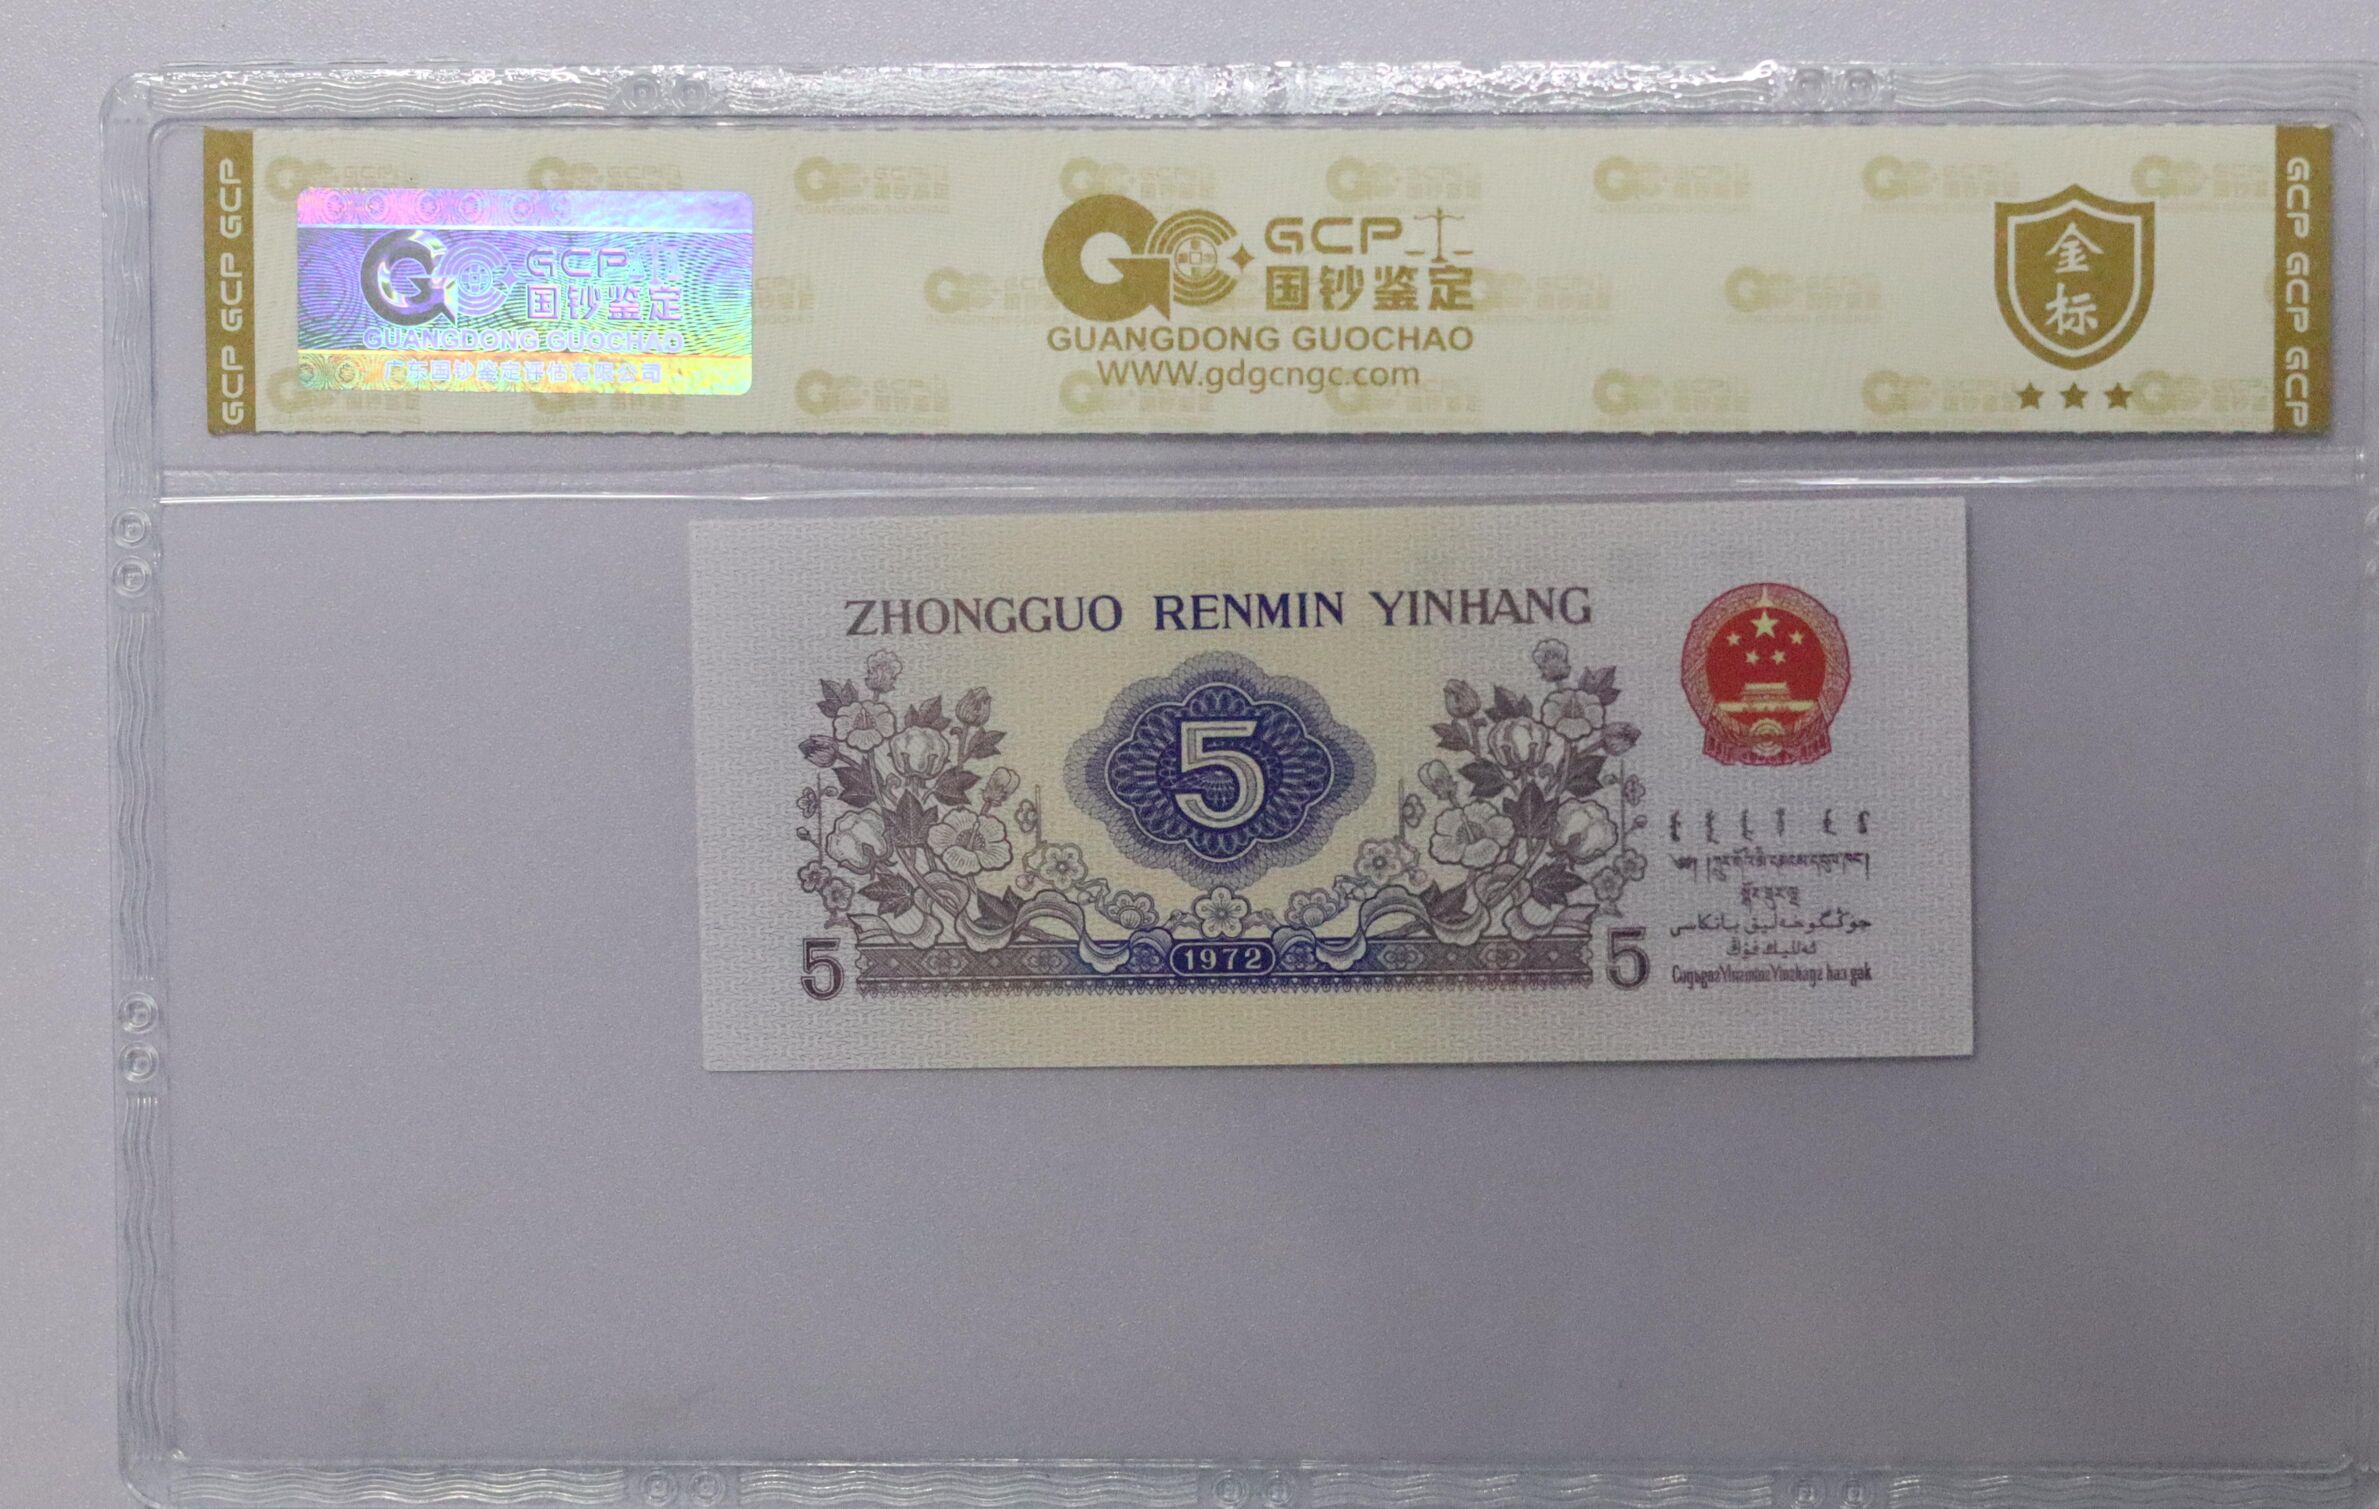 GCP GCP GCP
GCP
国钞鉴定
GUANGDONG GUOCHAO
广东国钞鉴定评估有限公司
GCP
国钞鉴定
GUANGDONG GUOCHAO
www.gdgcngc.com
金
标
GCP GCP GCP
ZHONGGUO RENMIN YINHANG
5
5
1972
5